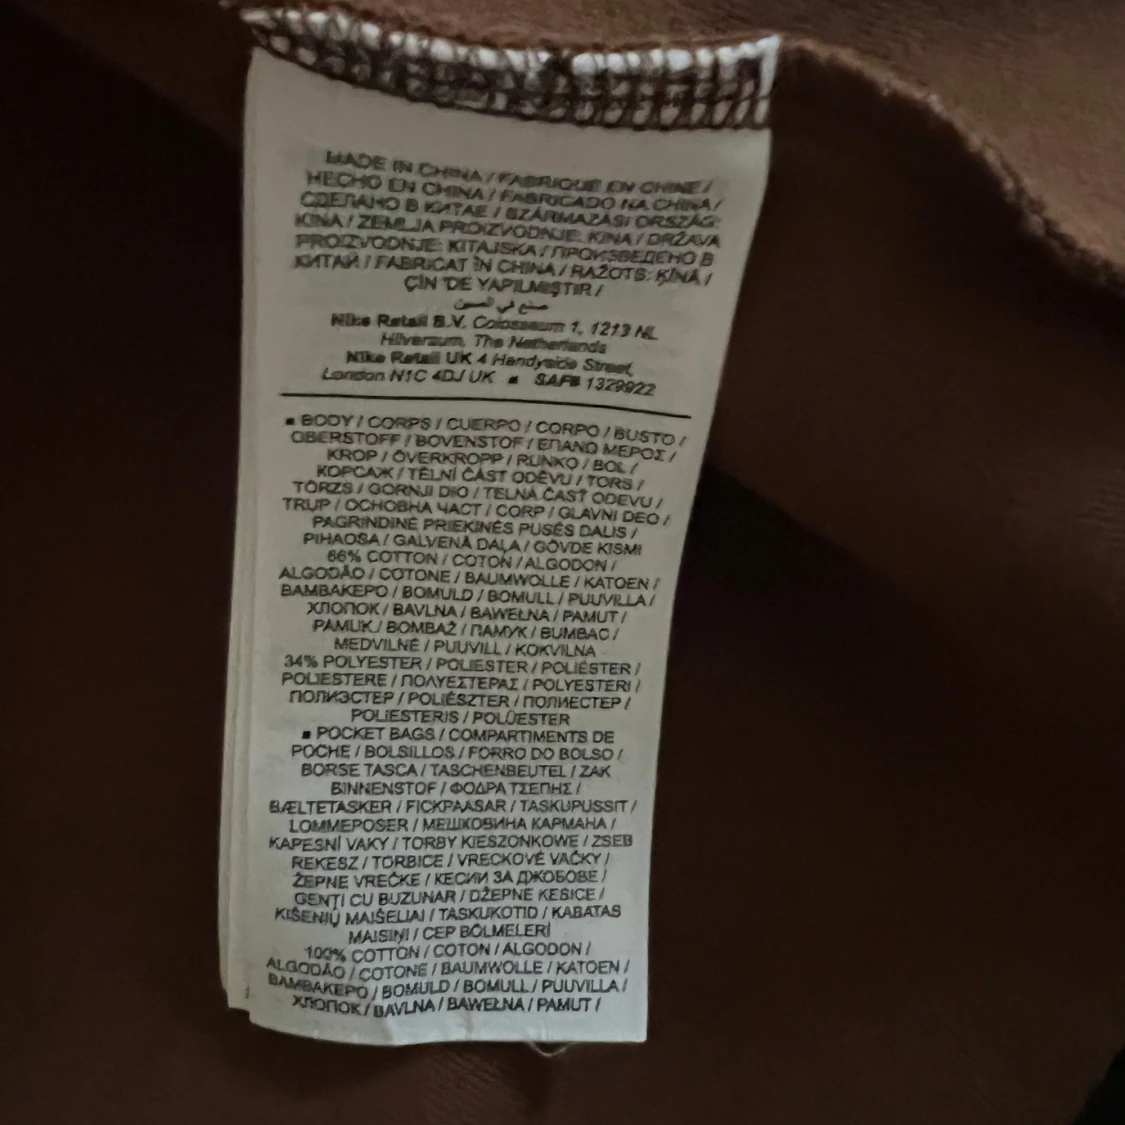 MADE IN CHINA / FABRIQUE EN CHINE /
HECHO EN CHINA / FABRICADO NA CHINA /
СДЕЛАНО В КИТАЕ / SZÁRMAZÁSI ORSZÁG:
KINA / ZEMLJA PROIZVODNJE: KINA / DRŽAVA
PROIZVODNJE: KITAJSKA / ПРОИЗВЕДЕНО В
КИТАЙ / FABRICAT ÎN CHINA / RAŽOTS: ĶĪNĀ /
ÇİN 'DE YAPILMIŞTIR /
صنع في الصين
Nike Retail B.V. Colosseum 1, 1213 NL
Hilversum, The Netherlands
Nike Retail UK 4 Handyside Street,
London N1C 4DJ UK ▪ SAF# 1329922
▪ BODY / CORPS / CUERPO / CORPO / BUSTO /
OBERSTOFF / BOVENSTOF / ΕΠΑΝΩ ΜΕΡΟΣ /
KROP / ÖVERKROPP / RUNKO / BOL /
КОРСАЖ / TĚLNÍ ČÁST ODĚVU / TORS /
TÖRZS / GORNJI DIO / TELNÁ ČASŤ ODEVU /
TRUP / ОСНОВНА ЧАСТ / CORP / GLAVNI DEO /
PAGRINDINĖ PRIEKINĖS PUSĖS DALIS /
PIHAOSA / GALVENĀ DAĻA / GÖVDE KISMI
66% COTTON / COTON / ALGODÓN /
ALGODÃO / COTONE / BAUMWOLLE / KATOEN /
ΒΑΜΒΑΚΕΡΟ / BOMULD / BOMULL / PUUVILLA /
ХЛОПОК / BAVLNA / BAWEŁNA / PAMUT /
PAMUK / BOMBAŽ / ПАМУК / BUMBAC /
MEDVILNĖ / PUUVILL / KOKVILNA
34% POLYESTER / POLIESTER / POLIÉSTER /
POLIESTERE / ΠΟΛΥΕΣΤΕΡΑΣ / POLYESTERI /
ПОЛИЭСТЕР / POLIÉSZTER / ПОЛИЕСТЕР /
POLIESTERIS / POLÜESTER
▪ POCKET BAGS / COMPARTIMENTS DE
POCHE / BOLSILLOS / FORRO DO BOLSO /
BORSE TASCA / TASCHENBEUTEL / ZAK
BINNENSTOF / ΦΟΔΡΑ ΤΣΕΠΗΣ /
BÆLTETASKER / FICKPÅSAR / TASKUPUSSIT /
LOMMEPOSER / МЕШКОВИНА КАРМАНА /
KAPESNÍ VAKY / TORBY KIESZONKOWE / ZSEB
REKESZ / TORBICE / VRECKOVÉ VAČKY /
ŽEPNE VREČKE / КЕСИИ ЗА ДЖОБОВЕ /
GENȚI CU BUZUNAR / DŽEPNE KESICE /
KIŠENIŲ MAIŠELIAI / TASKUKOTID / KABATAS
MAISIŅI / CEP BÖLMELERİ
100% COTTON / COTON / ALGODÓN /
ALGODÃO / COTONE / BAUMWOLLE / KATOEN /
ΒΑΜΒΑΚΕΡΟ / BOMULD / BOMULL / PUUVILLA /
ХЛОПОК / BAVLNA / BAWEŁNA / PAMUT /